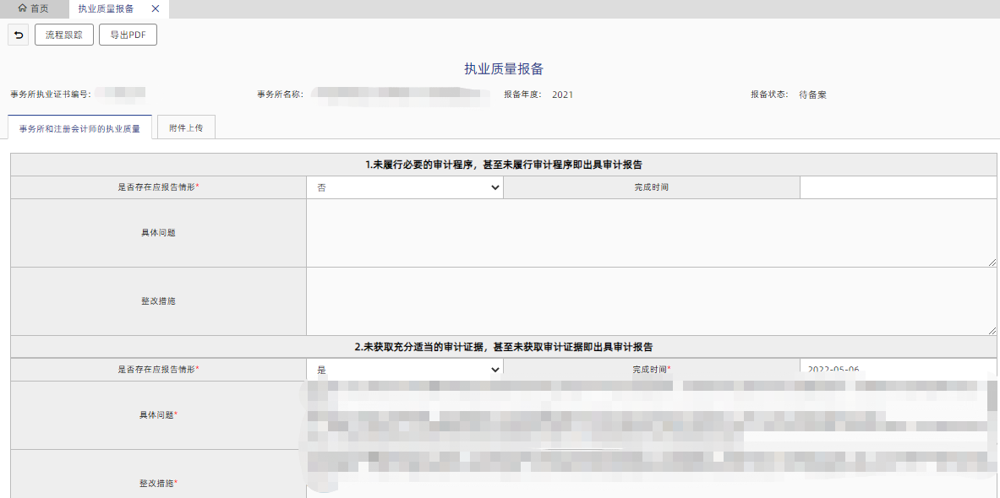 首页 执业质量报备
流程跟踪 导出PDF
执业质量报备
事务所执业证书编号： 事务所名称： 报备年度： 2021 报备状态： 待备案
事务所和注册会计师的执业质量 附件上传
1.未履行必要的审计程序，甚至未履行审计程序即出具审计报告
是否存在应报告情形* 否 完成时间
具体问题
整改措施
2.未获取充分适当的审计证据，甚至未获取审计证据即出具审计报告
是否存在应报告情形* 是 完成时间* 2022-05-06
具体问题*
整改措施*